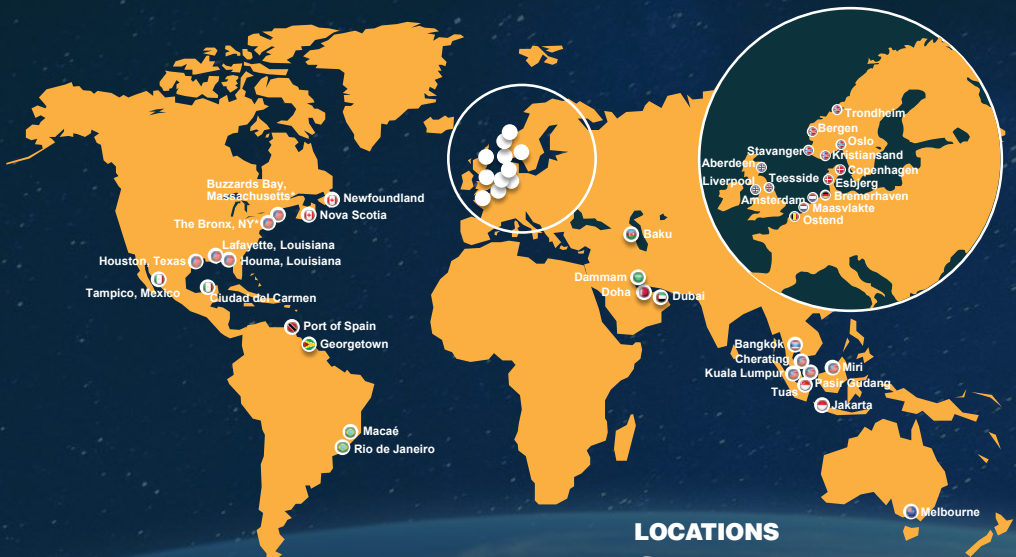 Trondheim
Bergen
Oslo
Stavanger
Kristiansand
Aberdeen
Copenhagen
Teesside
Liverpool
Esbjerg
Bremerhaven
Amsterdam
Maasvlakte
Ostend
Buzzards Bay,
Massachusetts*
Newfoundland
Nova Scotia
The Bronx, NY*
Lafayette, Louisiana
Houston, Texas
Houma, Louisiana
Tampico, Mexico
Ciudad del Carmen
Port of Spain
Georgetown
Macaé
Rio de Janeiro
Baku
Dammam
Doha
Dubai
Bangkok
Cherating
Kuala Lumpur
Miri
Pasir Gudang
Tuas
Jakarta
Melbourne
LOCATIONS